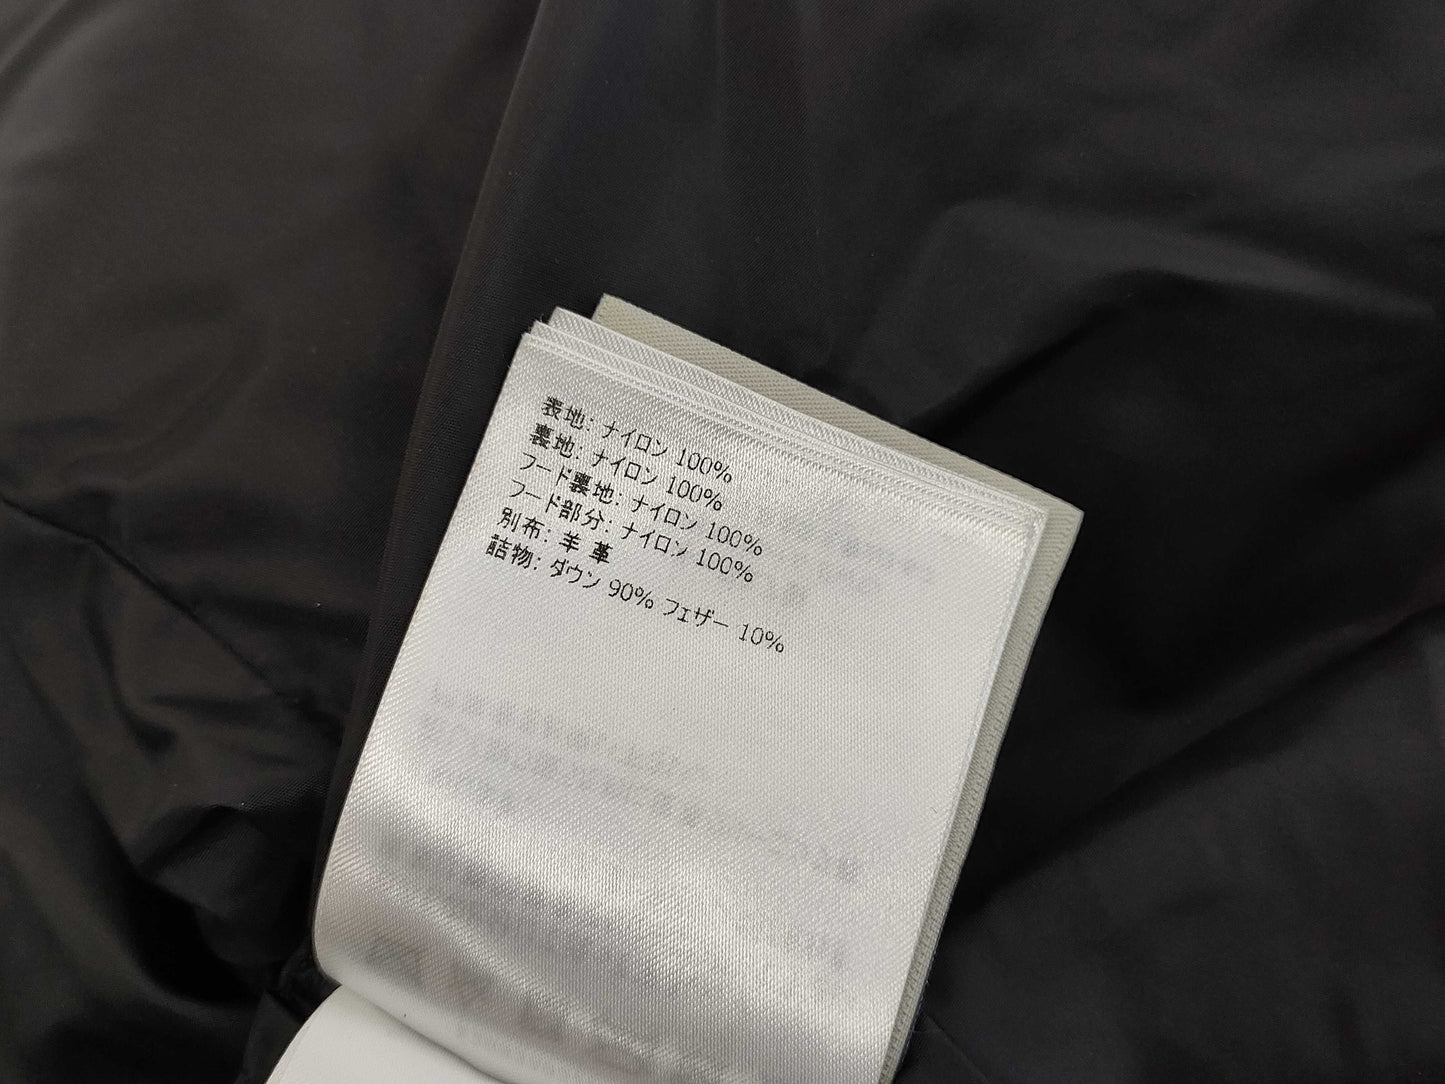 表地: ナイロン 100%
裏地: ナイロン 100%
フード裏地: ナイロン 100%
フード部分: ナイロン 100%
別布: 羊革
詰物: ダウン 90% フェザー 10%